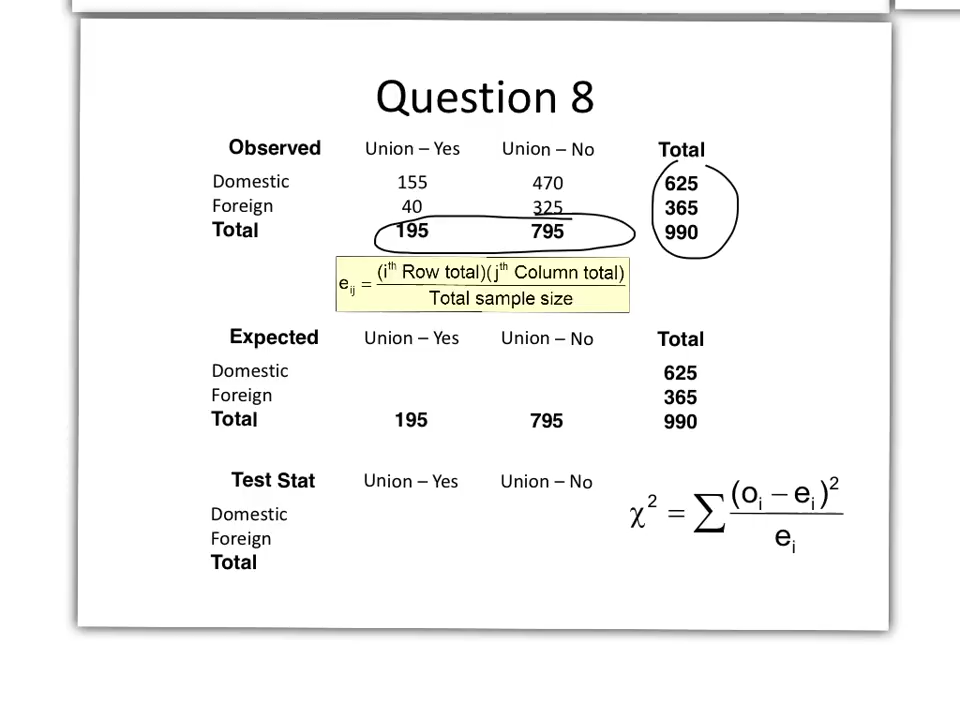 Question 8
Observed Union – Yes Union – No Total
Domestic 155 470 625
Foreign 40 325 365
Total 195 795 990
e_ij = (i^th Row total)(j^th Column total) / Total sample size
Expected Union – Yes Union – No Total
Domestic 625
Foreign 365
Total 195 795 990
Test Stat Union – Yes Union – No
χ² = ∑ (o_i – e_i)² / e_i
Domestic
Foreign
Total